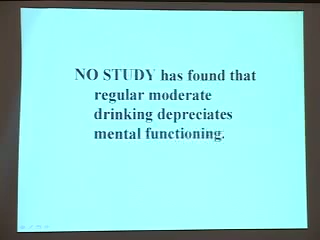 NO STUDY has found that
regular moderate
drinking depreciates
mental functioning.